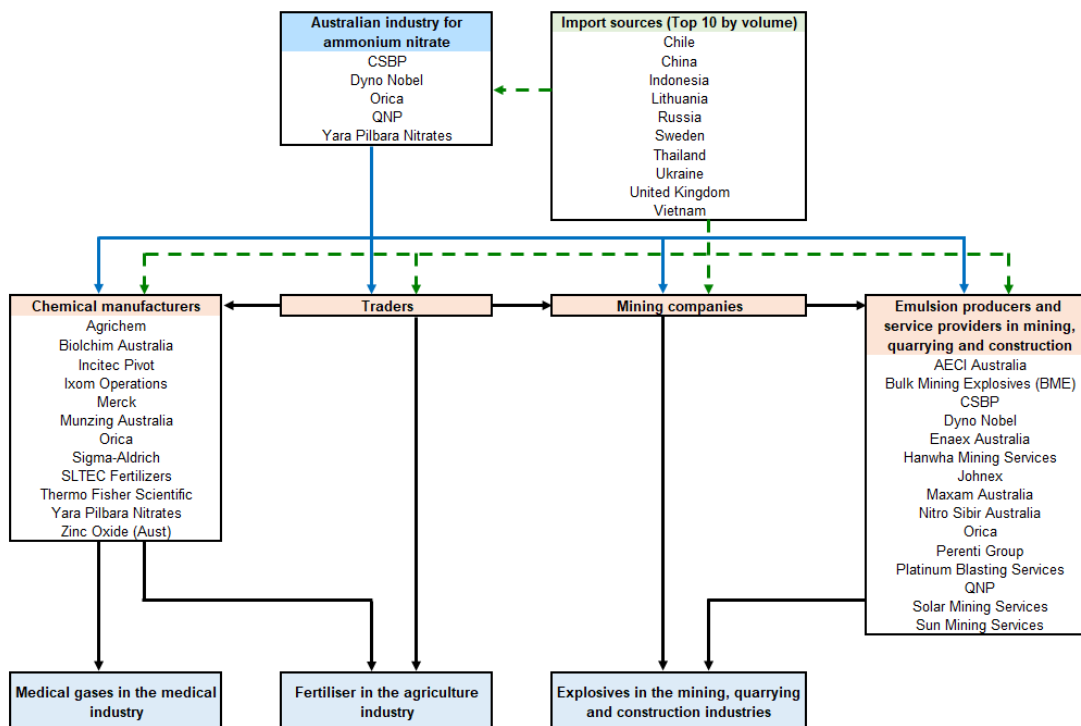 Australian industry for
ammonium nitrate
CSBP
Dyno Nobel
Orica
QNP
Yara Pilbara Nitrates
Import sources (Top 10 by volume)
Chile
China
Indonesia
Lithuania
Russia
Sweden
Thailand
Ukraine
United Kingdom
Vietnam
Chemical manufacturers
Agrichem
Biolchim Australia
Incitec Pivot
Ixom Operations
Merck
Munzing Australia
Orica
Sigma-Aldrich
SLTEC Fertilizers
Thermo Fisher Scientific
Yara Pilbara Nitrates
Zinc Oxide (Aust)
Traders
Mining companies
Emulsion producers and
service providers in mining,
quarrying and construction
AECI Australia
Bulk Mining Explosives (BME)
CSBP
Dyno Nobel
Enaex Australia
Hanwha Mining Services
Johnex
Maxam Australia
Nitro Sibir Australia
Orica
Perenti Group
Platinum Blasting Services
QNP
Solar Mining Services
Sun Mining Services
Medical gases in the medical
industry
Fertiliser in the agriculture
industry
Explosives in the mining, quarrying
and construction industries